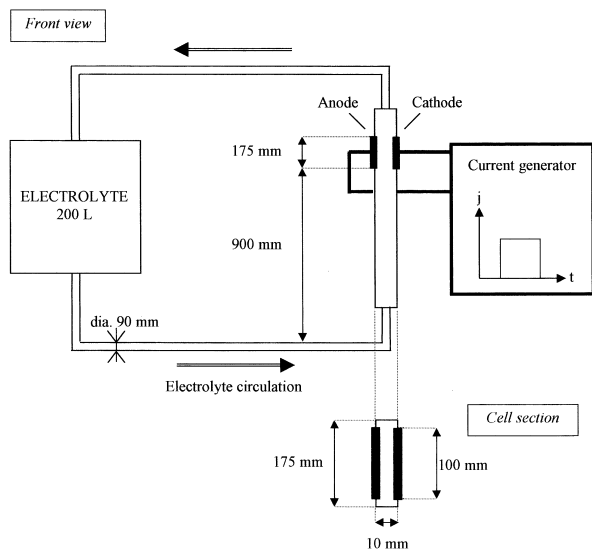 Front view
Anode
Cathode
175 mm
Current generator
j
t
ELECTROLYTE
200 L
900 mm
dia. 90 mm
Electrolyte circulation
Cell section
175 mm
100 mm
10 mm